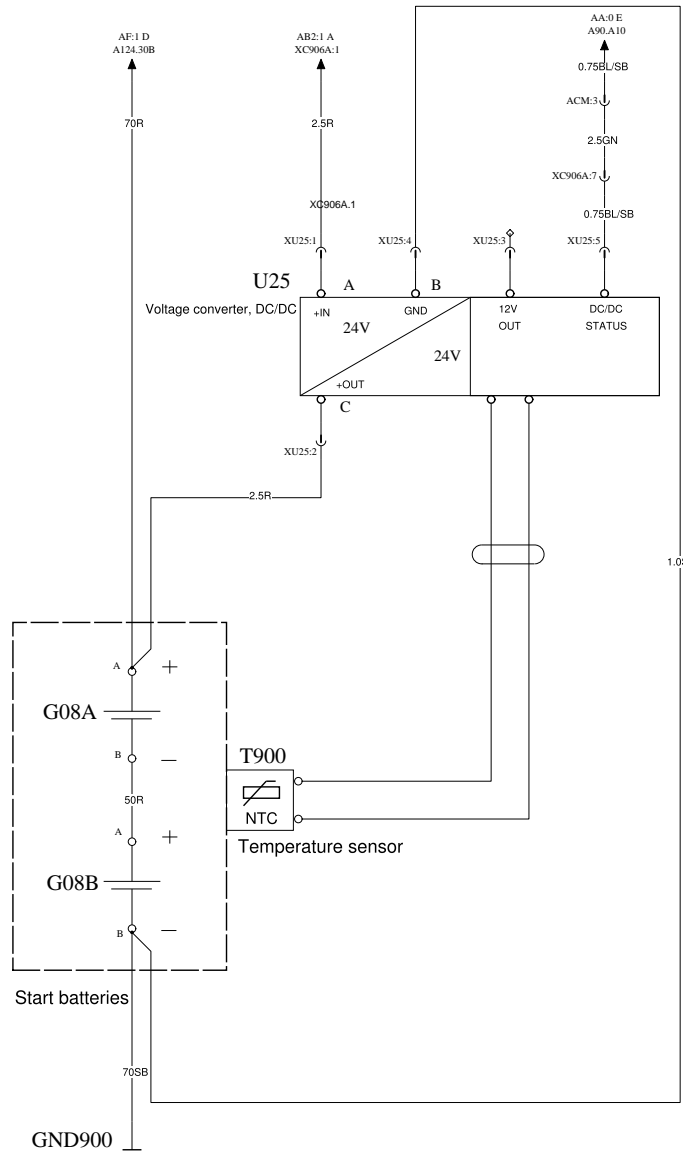 AF:1 D
A124.30B
AB2:1 A
XC906A:1
AA:0 E
A90.A10
0.75BL/SB
ACM:3
70R
2.5R
2.5GN
XC906A:7
XC906A.1
0.75BL/SB
XU25:1
XU25:4
XU25:3
XU25:5
U25
A
B
Voltage converter, DC/DC
+IN
GND
12V
OUT
DC/DC
STATUS
24V
24V
+OUT
C
XU25:2
2.5R
A
+
G08A
B
−
50R
A
+
G08B
B
−
T900
NTC
Temperature sensor
Start batteries
70SB
GND900